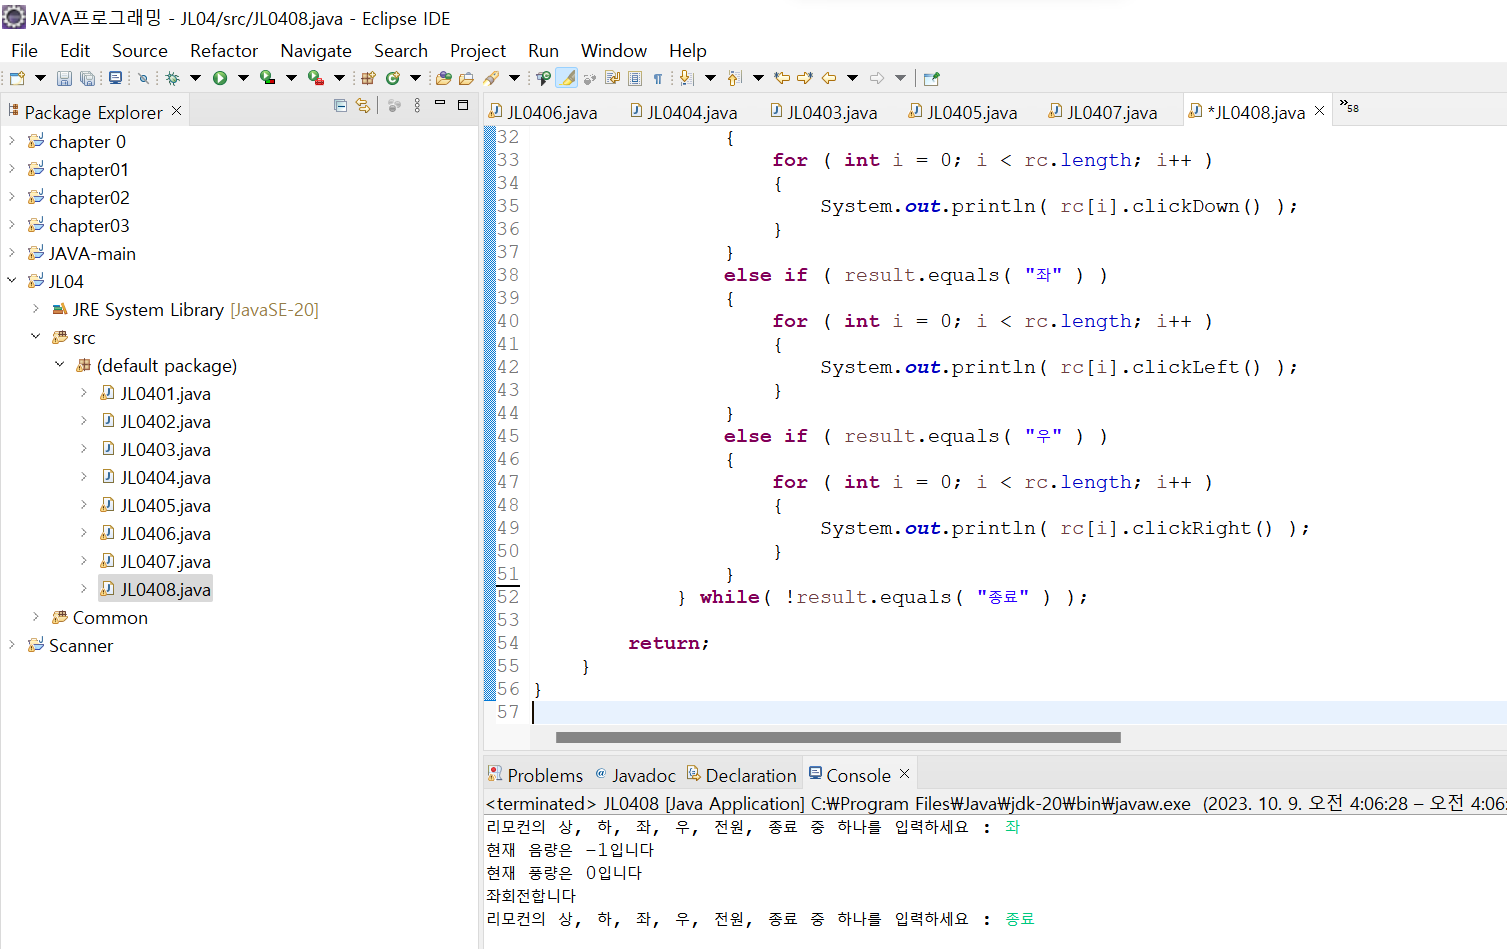 JAVA프로그래밍 - JL04/src/JL0408.java - Eclipse IDE
File Edit Source Refactor Navigate Search Project Run Window Help
Package Explorer
chapter 0
chapter01
chapter02
chapter03
JAVA-main
JL04
JRE System Library [JavaSE-20]
src
(default package)
JL0401.java
JL0402.java
JL0403.java
JL0404.java
JL0405.java
JL0406.java
JL0407.java
JL0408.java
Common
Scanner
JL0406.java JL0404.java JL0403.java JL0405.java JL0407.java *JL0408.java »58
32 {
33 for ( int i = 0; i < rc.length; i++ )
34 {
35 System.out.println( rc[i].clickDown() );
36 }
37 }
38 else if ( result.equals( "좌" ) )
39 {
40 for ( int i = 0; i < rc.length; i++ )
41 {
42 System.out.println( rc[i].clickLeft() );
43 }
44 }
45 else if ( result.equals( "우" ) )
46 {
47 for ( int i = 0; i < rc.length; i++ )
48 {
49 System.out.println( rc[i].clickRight() );
50 }
51 }
52 } while( !result.equals( "종료" ) );
53
54 return;
55 }
56 }
57
Problems @ Javadoc Declaration Console
<terminated> JL0408 [Java Application] C:₩Program Files₩Java₩jdk-20₩bin₩javaw.exe (2023. 10. 9. 오전 4:06:28 – 오전 4:06:
리모컨의 상, 하, 좌, 우, 전원, 종료 중 하나를 입력하세요 : 좌
현재 음량은 -1입니다
현재 풍량은 0입니다
좌회전합니다
리모컨의 상, 하, 좌, 우, 전원, 종료 중 하나를 입력하세요 : 종료